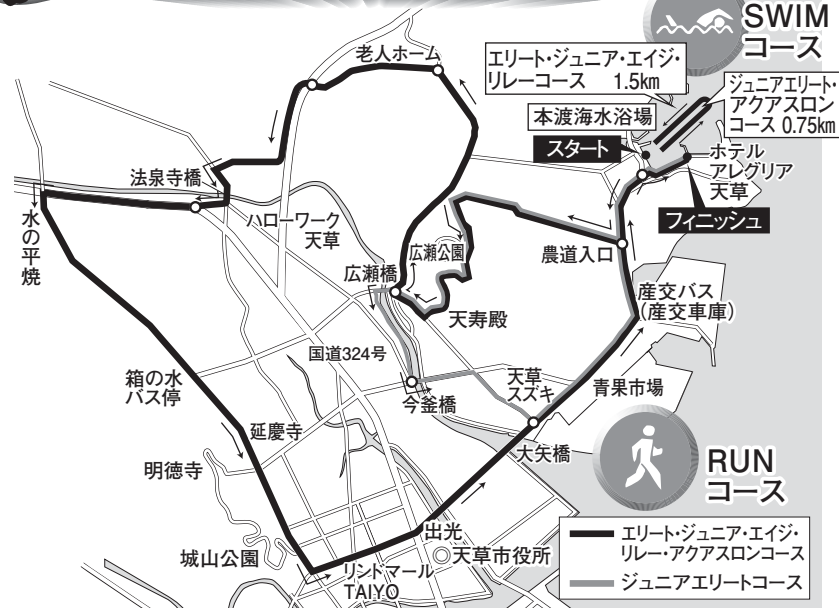 SWIM
コース
エリート・ジュニア・エイジ・
リレーコース 1.5㎞
ジュニアエリート・
アクアスロン
コース 0.75㎞
本渡海水浴場
スタート
ホテル
アレグリア
天草
フィニッシュ
老人ホーム
法泉寺橋
水の平焼
ハローワーク
天草
広瀬公園
広瀬橋
農道入口
天寿殿
産交バス
(産交車庫)
国道324号
箱の水
バス停
今釜橋
天草
スズキ
青果市場
延慶寺
明徳寺
大矢橋
RUN
コース
城山公園
出光
天草市役所
リンドマール
TAIYO
エリート・ジュニア・エイジ・
リレー・アクアスロンコース
ジュニアエリートコース